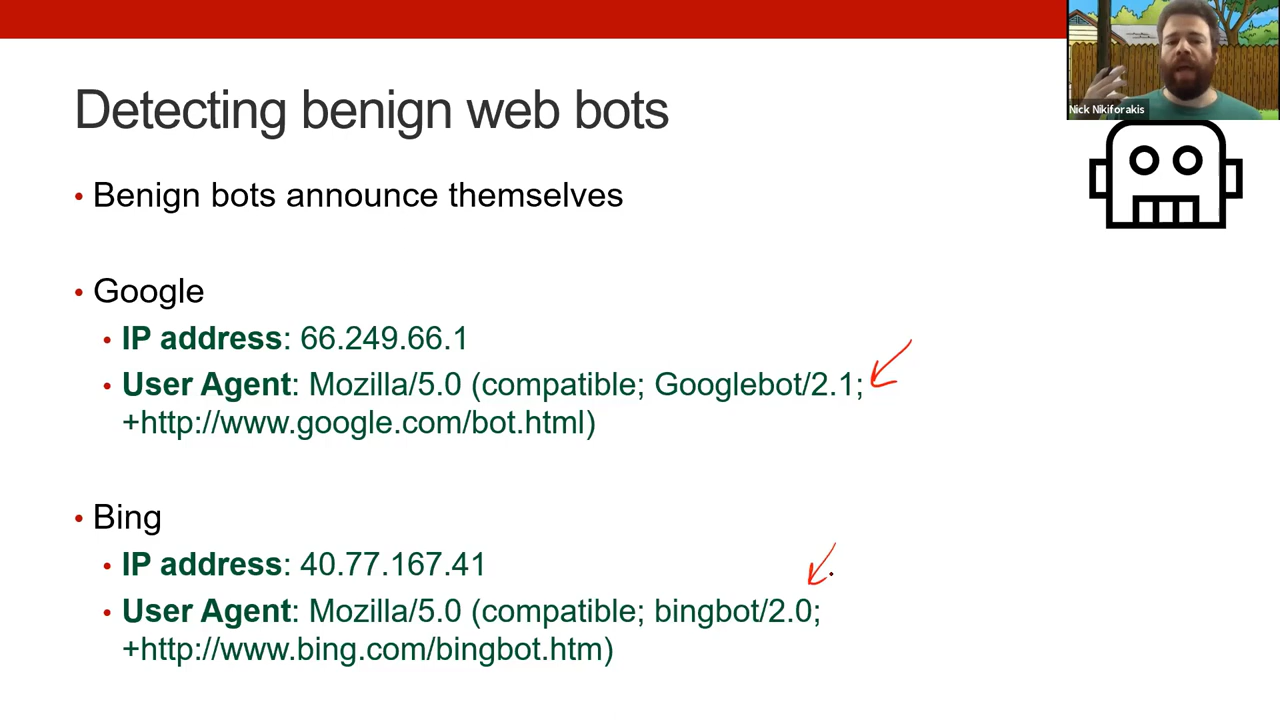 Detecting benign web bots
Nick Nikiforakis
• Benign bots announce themselves
• Google
• IP address: 66.249.66.1
• User Agent: Mozilla/5.0 (compatible; Googlebot/2.1;
+http://www.google.com/bot.html)
• Bing
• IP address: 40.77.167.41
• User Agent: Mozilla/5.0 (compatible; bingbot/2.0;
+http://www.bing.com/bingbot.htm)